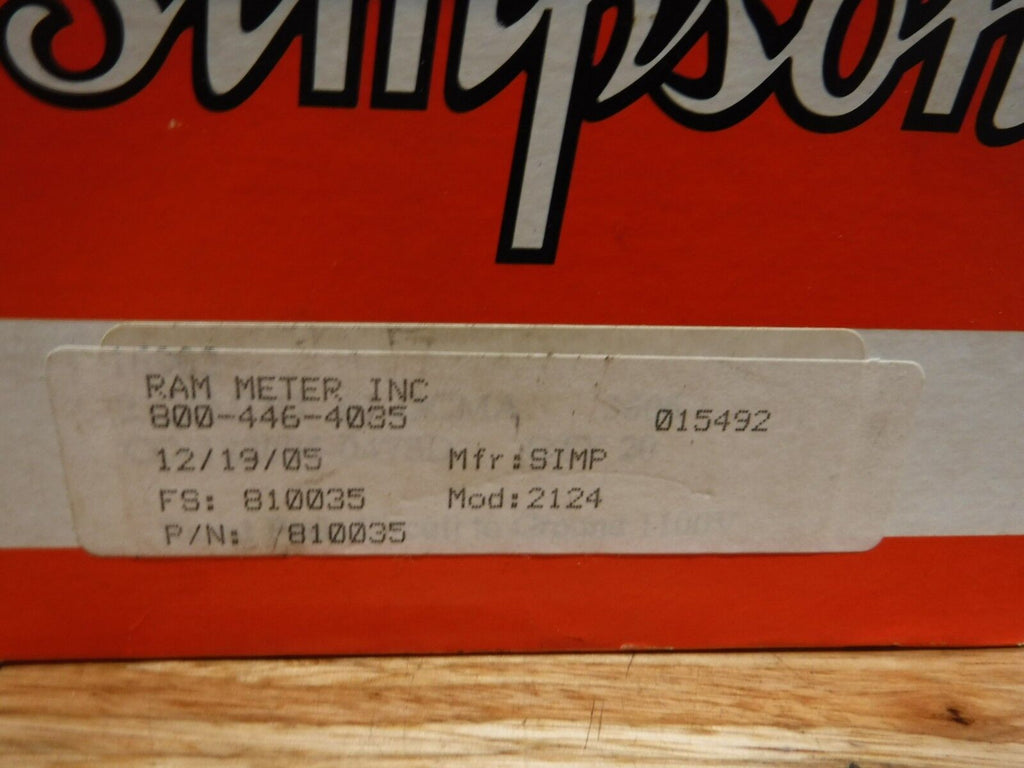 Simpson
RAM METER INC
800-446-4035 015492
12/19/05 Mfr:SIMP
FS: 810035 Mod:2124
P/N: /810035